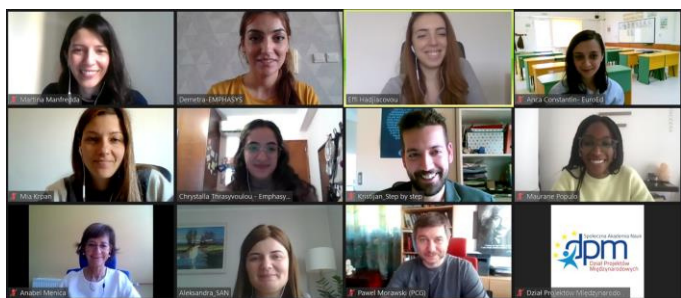 Martina Manfredda
Demetra-EMPHASYS
Effi Hadjiacovou
Anca Constantin- EuroEd
Mia Krpan
Chrystalla Thrasyvoulou - Emphasy...
Kristijan_Step by step
Maurane Populo
Anabel Menica
Aleksandra_SAN
Paweł Morawski (PCG)
Społeczna Akademia Nauk
dpm
Dział Projektów
Międzynarodowych
Dział Projektów Międzynarodo